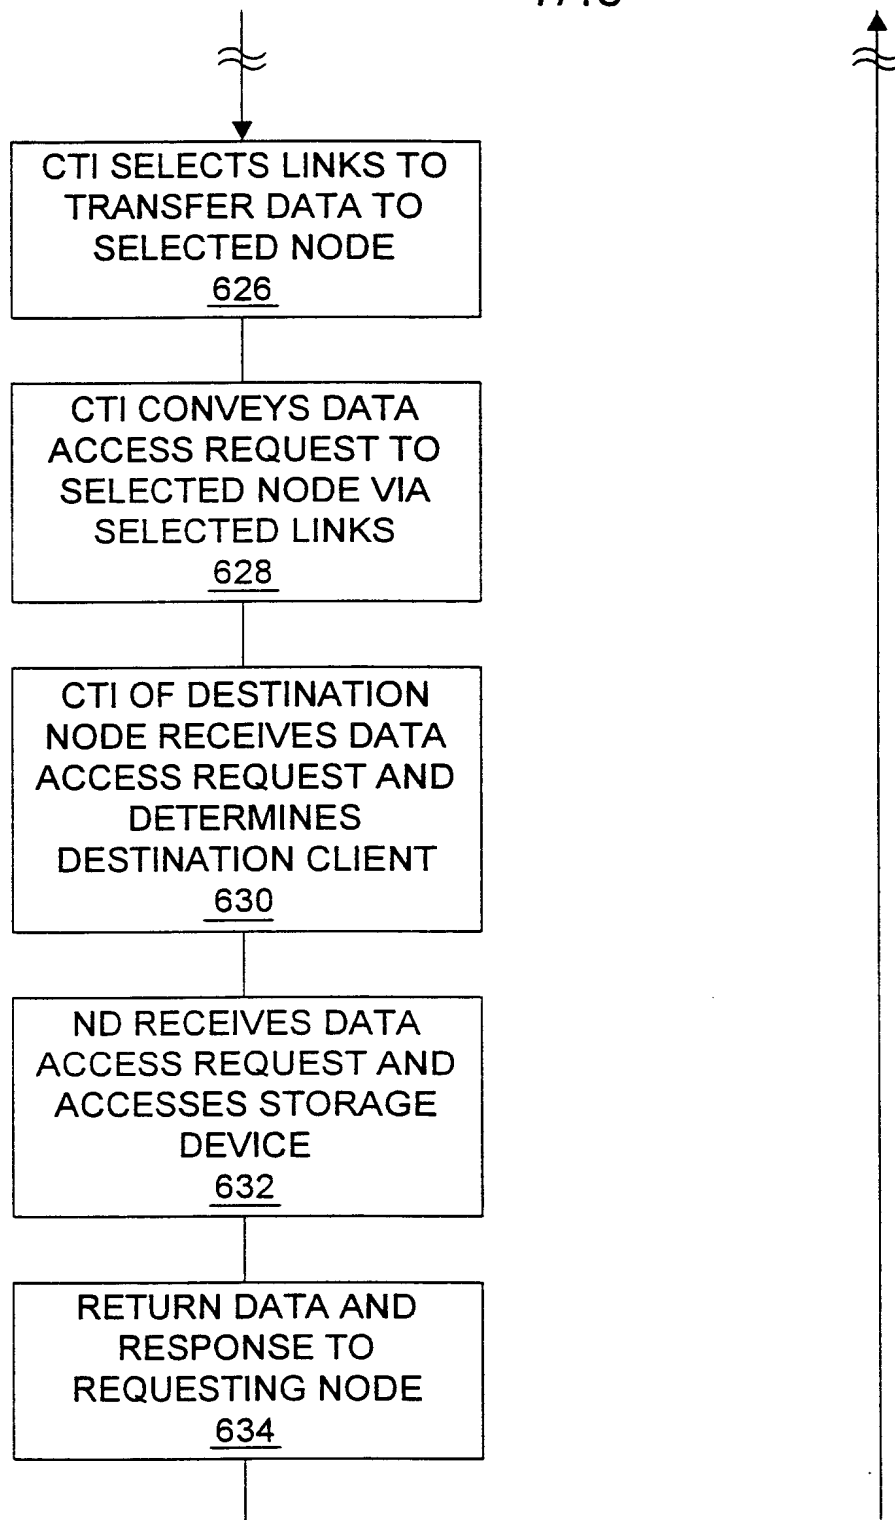 CTI SELECTS LINKS TO
TRANSFER DATA TO
SELECTED NODE
626
CTI CONVEYS DATA
ACCESS REQUEST TO
SELECTED NODE VIA
SELECTED LINKS
628
CTI OF DESTINATION
NODE RECEIVES DATA
ACCESS REQUEST AND
DETERMINES
DESTINATION CLIENT
630
ND RECEIVES DATA
ACCESS REQUEST AND
ACCESSES STORAGE
DEVICE
632
RETURN DATA AND
RESPONSE TO
REQUESTING NODE
634